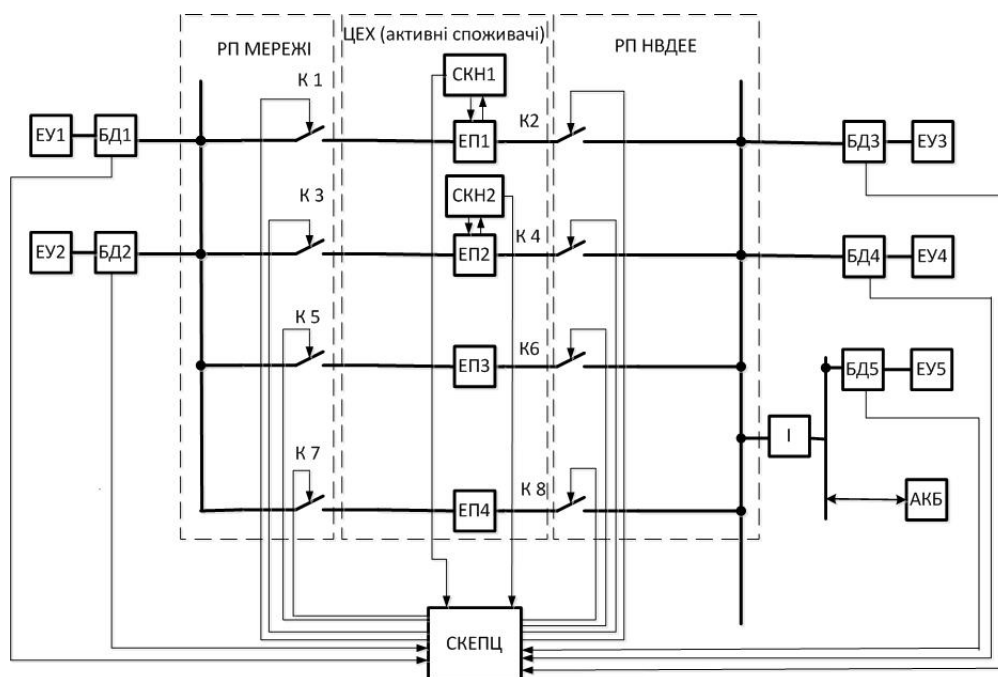 РП МЕРЕЖІ
ЦЕХ (активні споживачі)
РП НВДЕЕ
К 1
СКН1
К2
ЕУ1
БД1
ЕП1
БД3
ЕУ3
К 3
СКН2
К 4
ЕУ2
БД2
ЕП2
БД4
ЕУ4
К 5
К6
ЕП3
БД5
ЕУ5
К 7
І
К 8
ЕП4
АКБ
СКЕПЦ